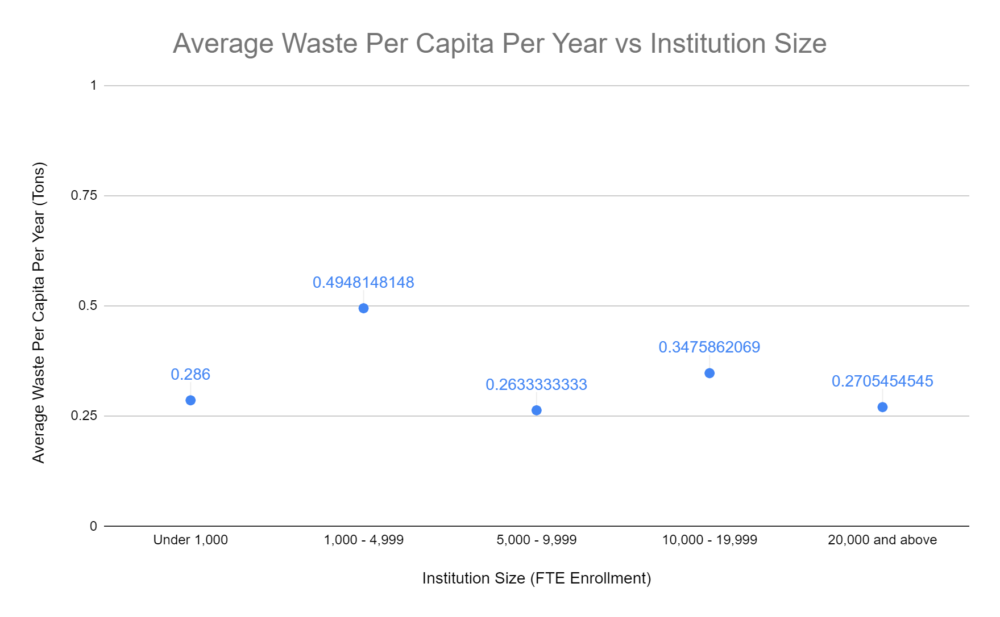 Average Waste Per Capita Per Year vs Institution Size
Average Waste Per Capita Per Year (Tons)
1
0.75
0.5
0.25
0
0.286
0.4948148148
0.2633333333
0.3475862069
0.2705454545
Under 1,000
1,000 - 4,999
5,000 - 9,999
10,000 - 19,999
20,000 and above
Institution Size (FTE Enrollment)